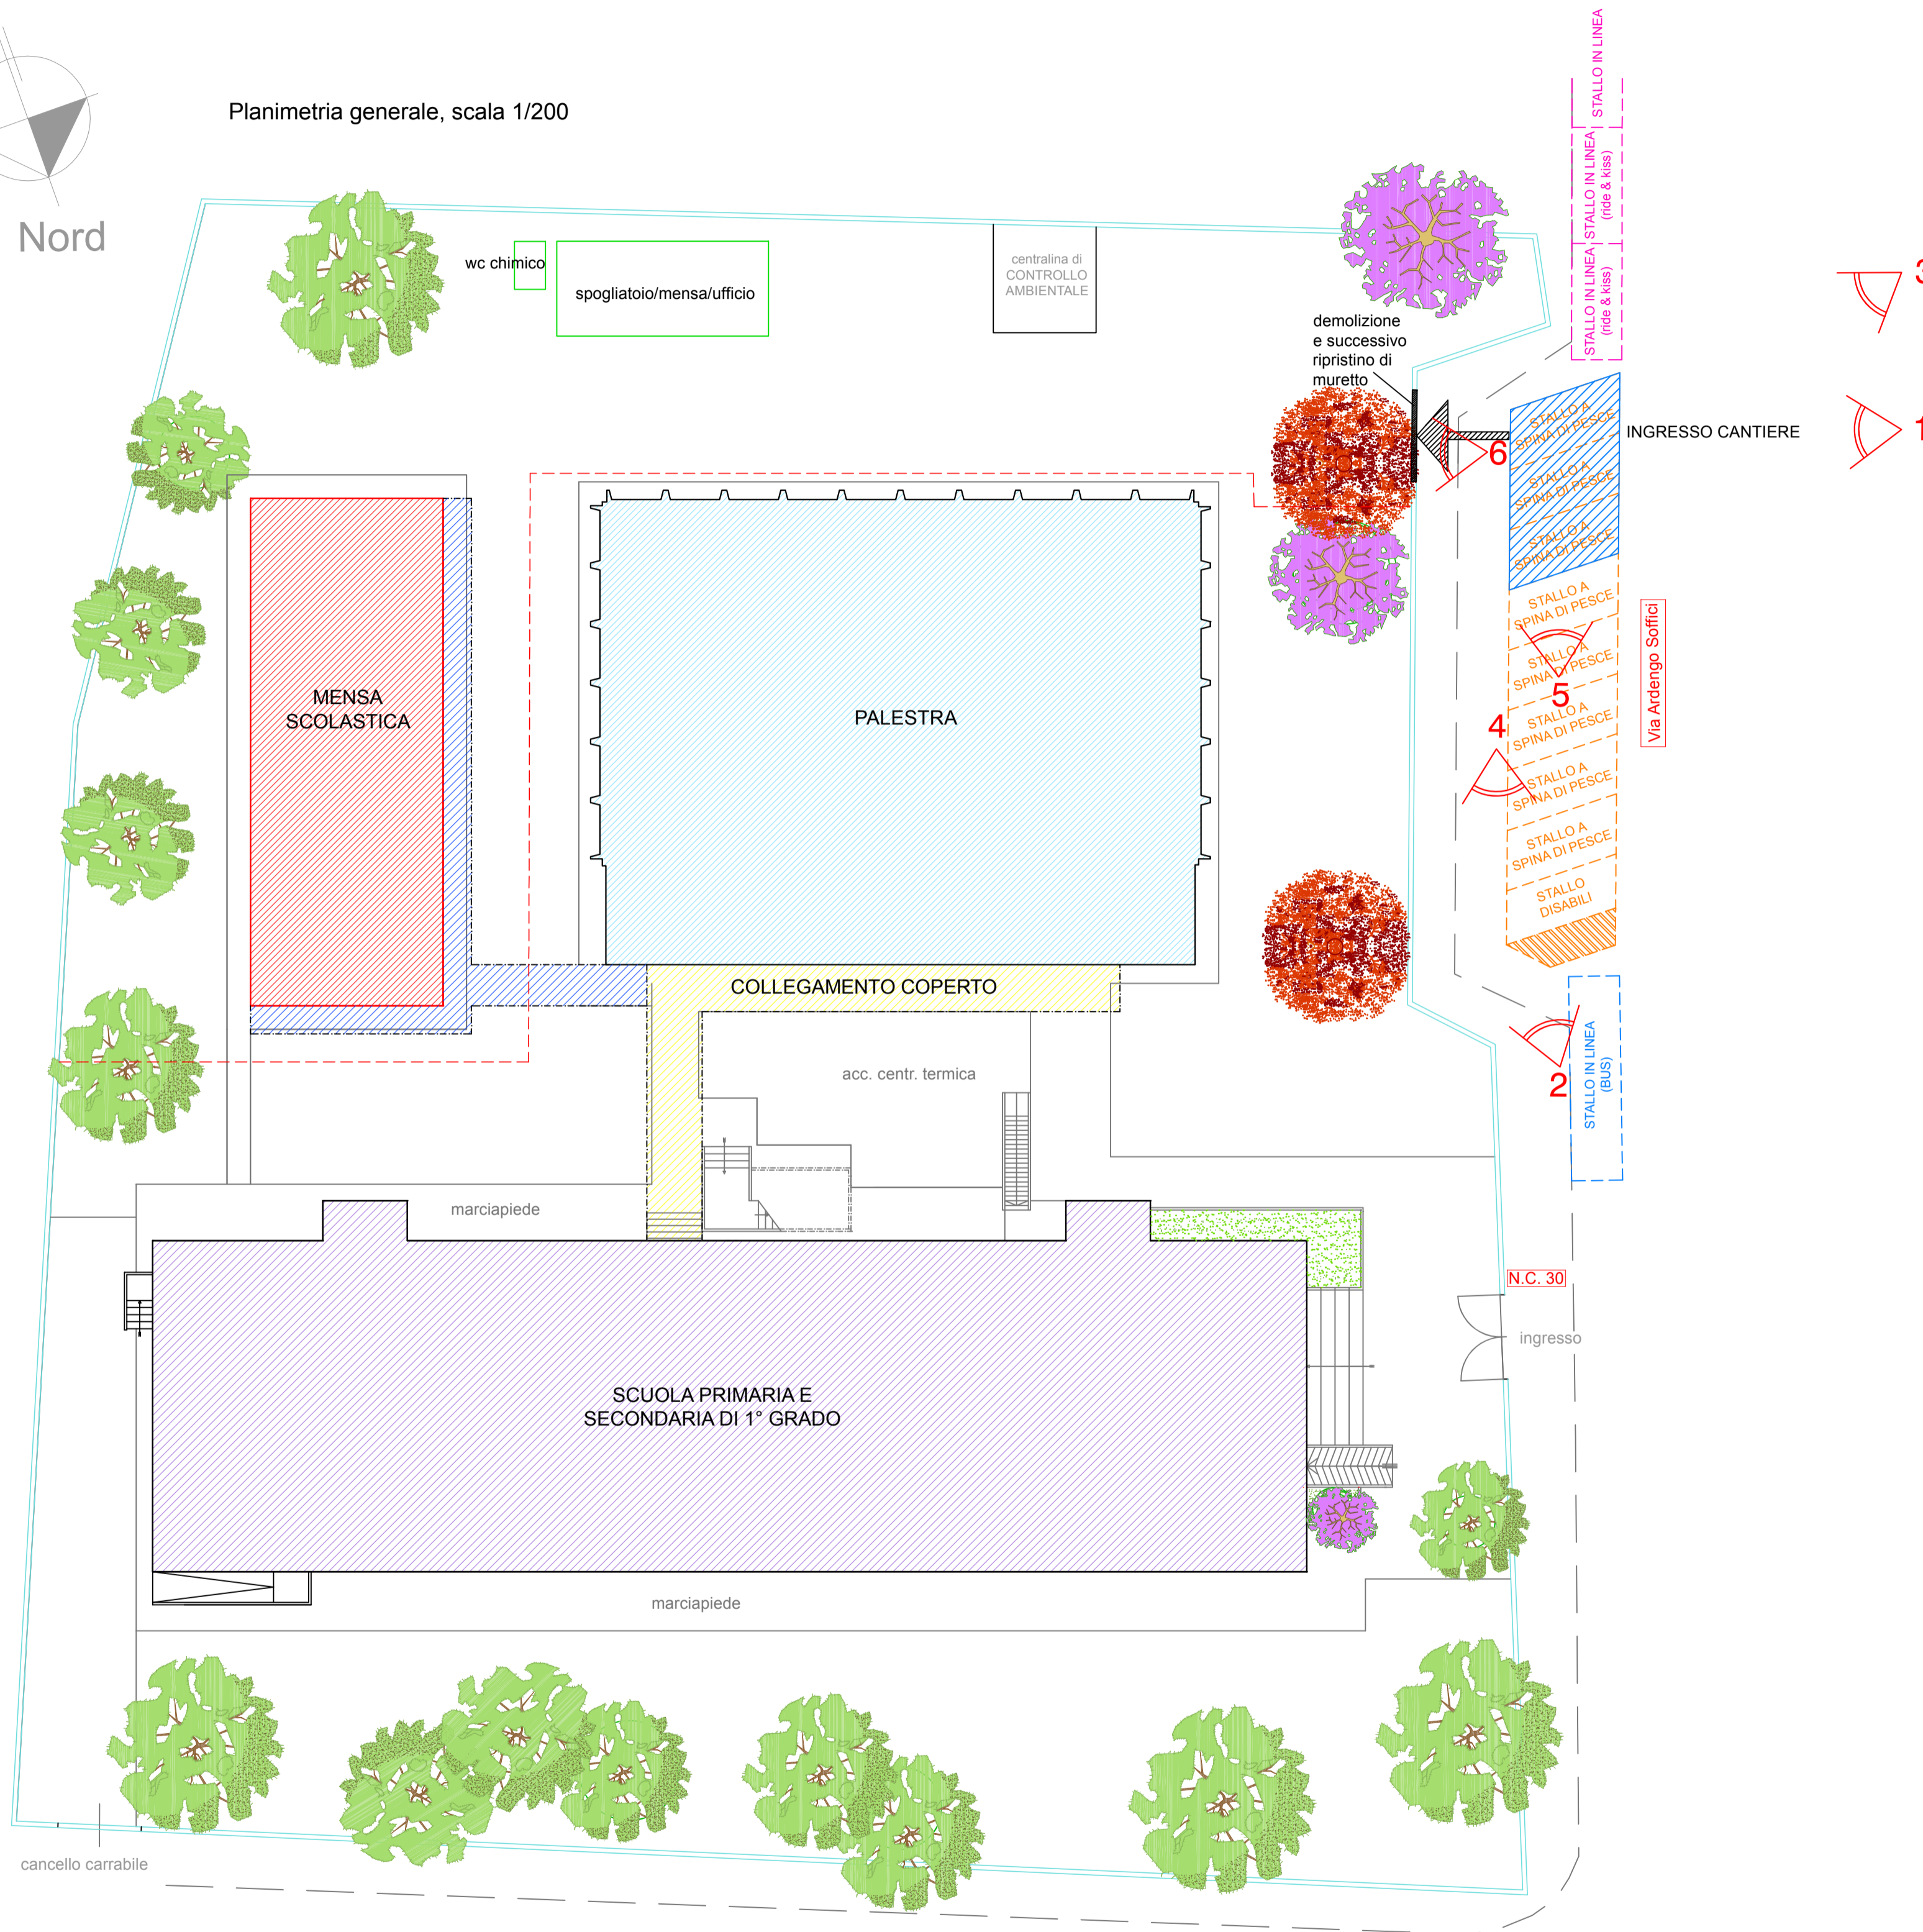 Planimetria generale, scala 1/200
Nord
wc chimico
spogliatoio/mensa/ufficio
centralina di
CONTROLLO
AMBIENTALE
demolizione
e successivo
ripristino di
muretto
STALLO IN LINEA
STALLO IN LINEA
(ride & kiss)
STALLO IN LINEA
(ride & kiss)
3
1
INGRESSO CANTIERE
6
STALLO A
SPINA DI PESCE
STALLO A
SPINA DI PESCE
STALLO A
SPINA DI PESCE
STALLO A
SPINA DI PESCE
STALLO A
SPINA DI PESCE
STALLO A
SPINA DI PESCE
STALLO A
SPINA DI PESCE
STALLO A
SPINA DI PESCE
STALLO
DISABILI
5
4
Via Ardengo Soffici
MENSA
SCOLASTICA
PALESTRA
COLLEGAMENTO COPERTO
2
STALLO IN LINEA
(BUS)
acc. centr. termica
marciapiede
N.C. 30
ingresso
SCUOLA PRIMARIA E
SECONDARIA DI 1° GRADO
marciapiede
cancello carrabile